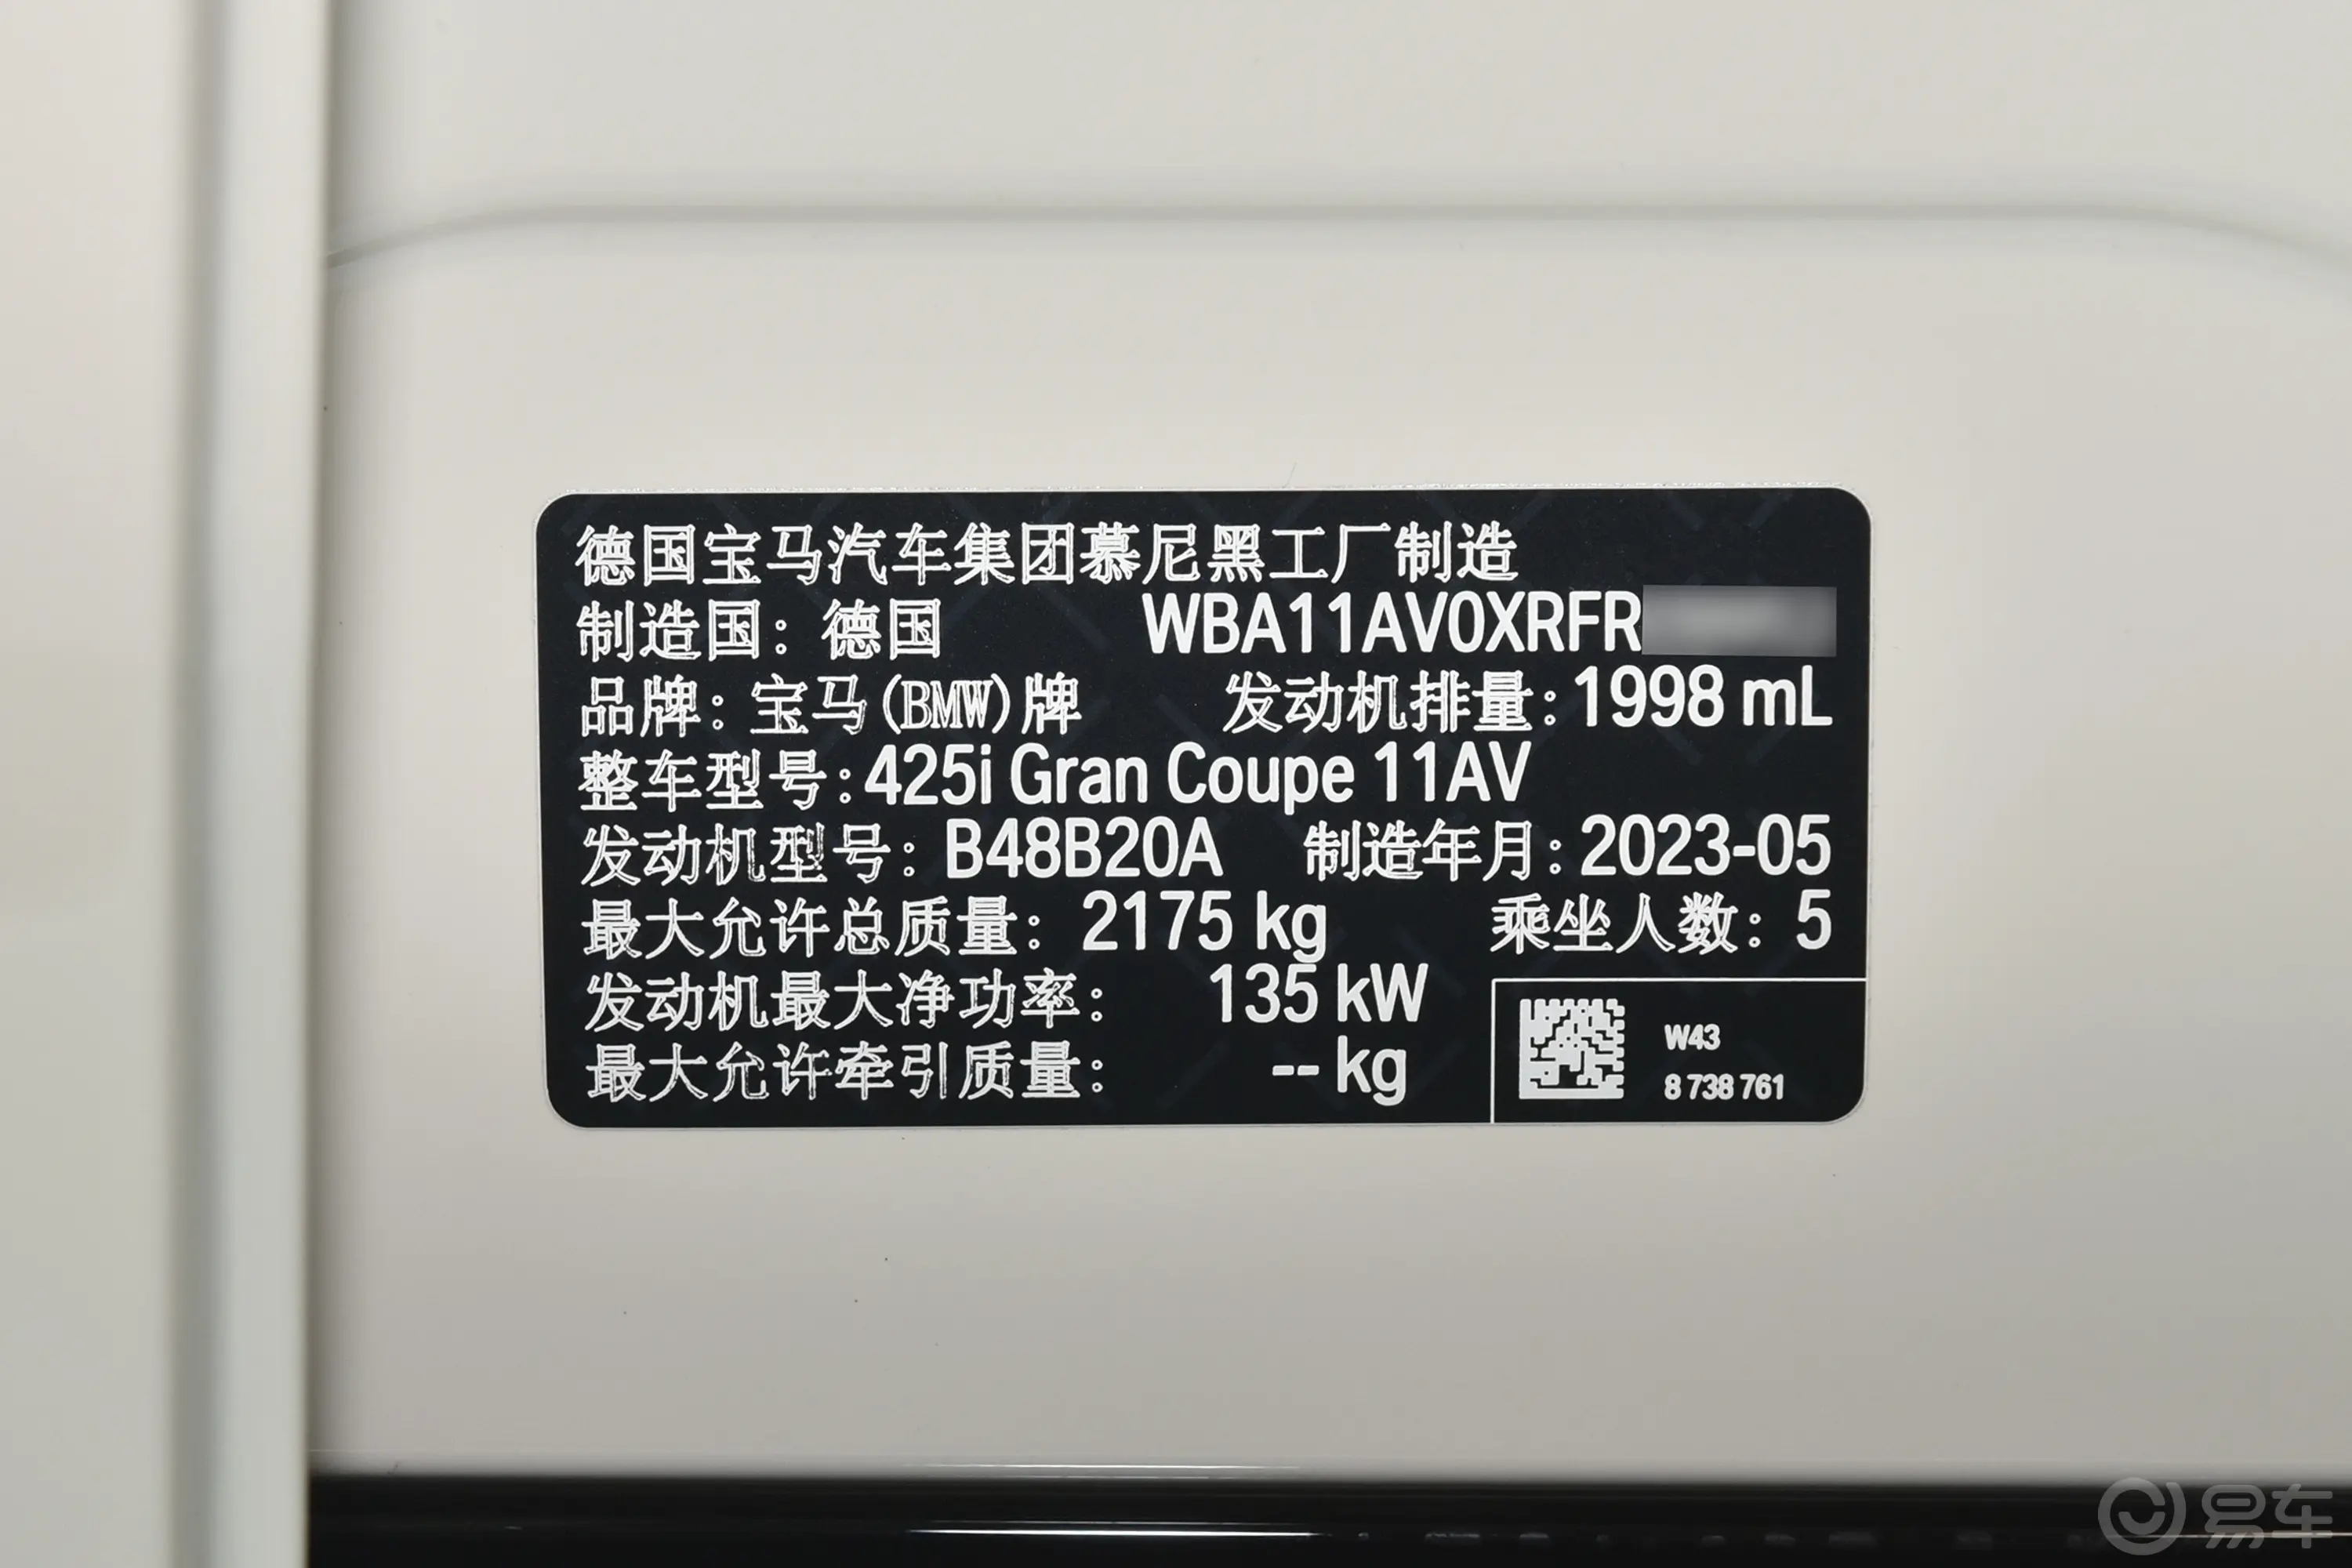 德国宝马汽车集团慕尼黑工厂制造
制造国：德国 WBA11AV0XRFR
品牌：宝马(BMW)牌 发动机排量：1998 mL
整车型号：425i Gran Coupe 11AV
发动机型号：B48B20A 制造年月：2023-05
最大允许总质量：2175 kg 乘坐人数：5
发动机最大净功率：135 kW
最大允许牵引质量：-- kg
W43
8 738 761
易车